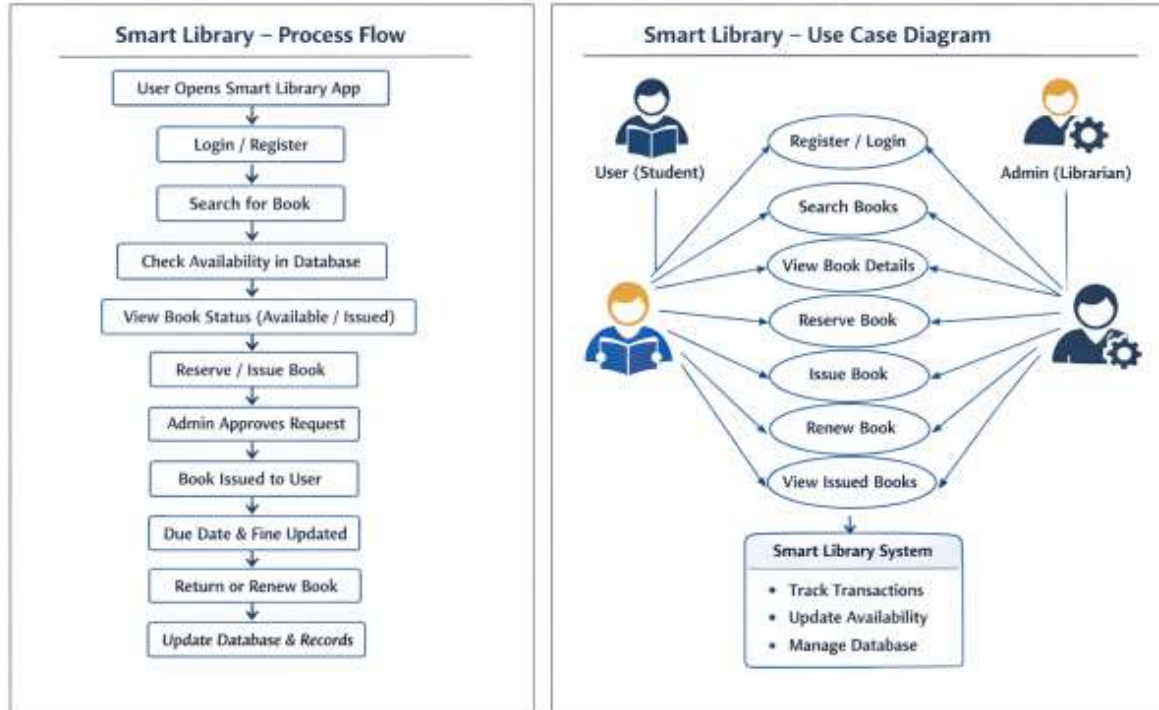 Smart Library – Process Flow
User Opens Smart Library App
Login / Register
Search for Book
Check Availability in Database
View Book Status (Available / Issued)
Reserve / Issue Book
Admin Approves Request
Book Issued to User
Due Date & Fine Updated
Return or Renew Book
Update Database & Records
Smart Library – Use Case Diagram
User (Student)
Admin (Librarian)
Register / Login
Search Books
View Book Details
Reserve Book
Issue Book
Renew Book
View Issued Books
Smart Library System
• Track Transactions
• Update Availability
• Manage Database